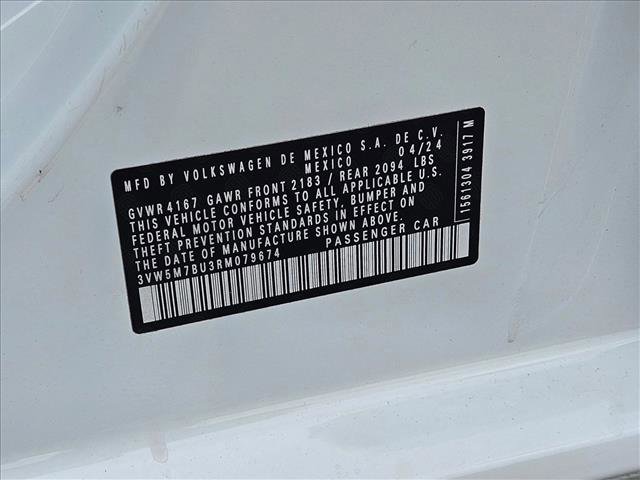 MFD BY VOLKSWAGEN DE MEXICO S.A. DE C.V.
MEXICO 04/24
GVWR 4167 GAWR FRONT 2183 / REAR 2094 LBS
THIS VEHICLE CONFORMS TO ALL APPLICABLE U.S.
FEDERAL MOTOR VEHICLE SAFETY, BUMPER AND
THEFT PREVENTION STANDARDS IN EFFECT ON
THE DATE OF MANUFACTURE SHOWN ABOVE.
3VW5M7BU3RM079674 PASSENGER CAR
1561304 3917 M